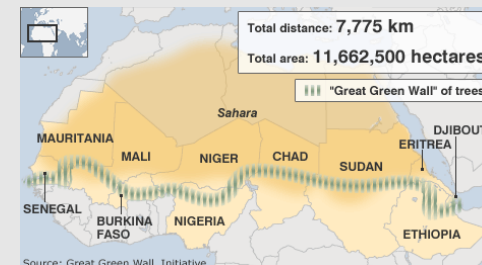 Total distance: 7,775 km
Total area: 11,662,500 hectares
"Great Green Wall" of trees
Sahara
MAURITANIA
MALI
NIGER
CHAD
SUDAN
ERITREA
DJIBOUT
SENEGAL
BURKINA
FASO
NIGERIA
ETHIOPIA
Source: Great Green Wall Initiative